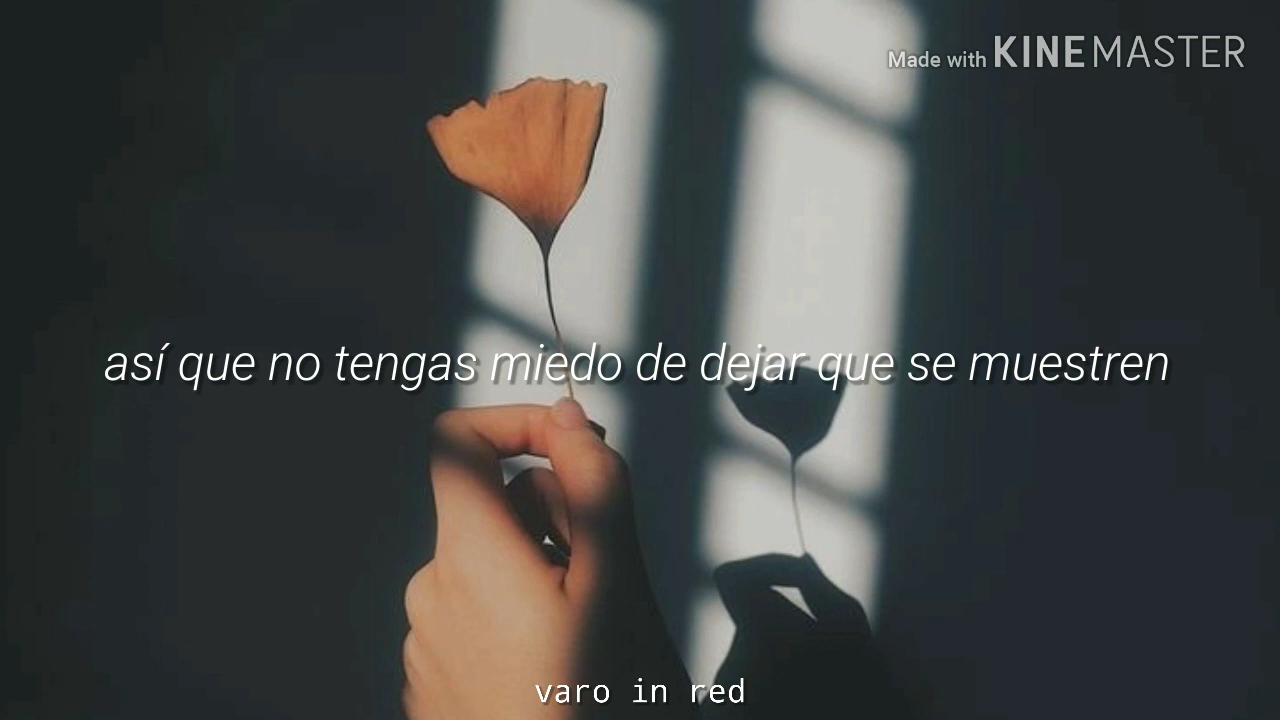 Made with KINEMASTER
así que no tengas miedo de dejar que se muestren
varo in red